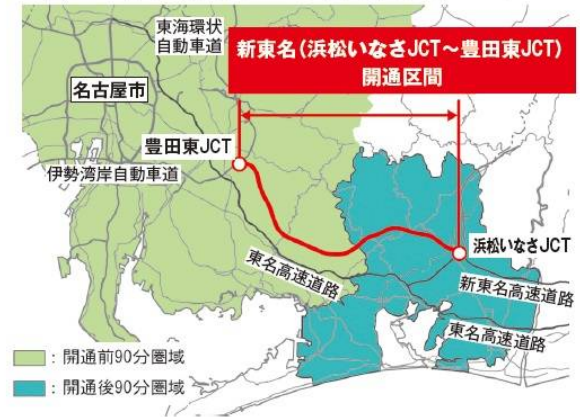 東海環状
自動車道
新東名(浜松いなさJCT~豊田東JCT)
開通区間
名古屋市
豊田東JCT
伊勢湾岸自動車道
浜松いなさJCT
東名高速道路
新東名高速道路
東名高速道路
:開通前90分圏域
:開通後90分圏域